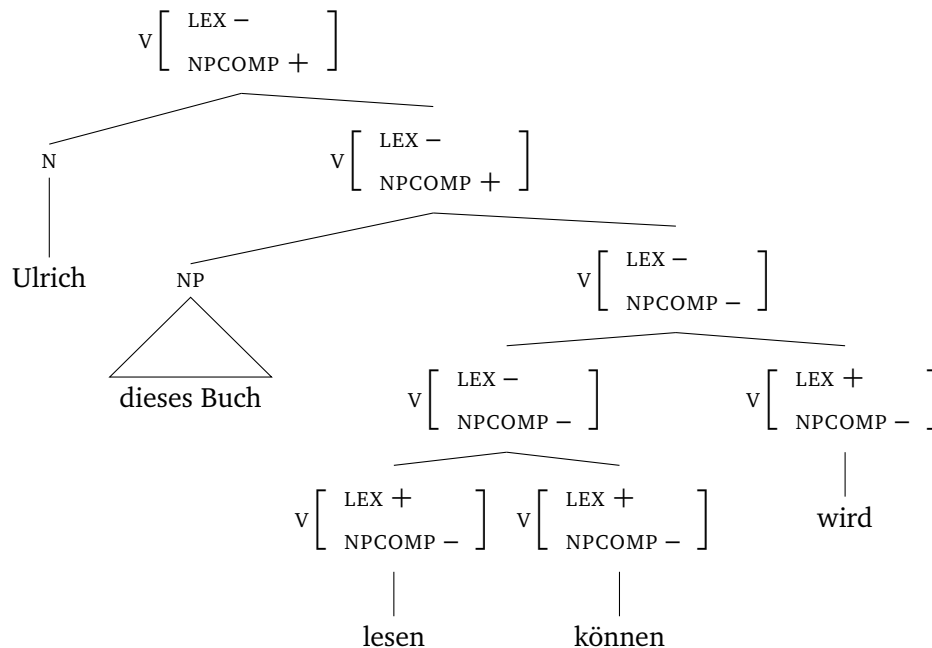 LEX −
V
NPCOMP +
N
LEX −
V
NPCOMP +
Ulrich
NP
LEX −
V
NPCOMP −
dieses Buch
LEX −
V
NPCOMP −
LEX +
V
NPCOMP −
LEX +
V
NPCOMP −
LEX +
V
NPCOMP −
wird
lesen
können